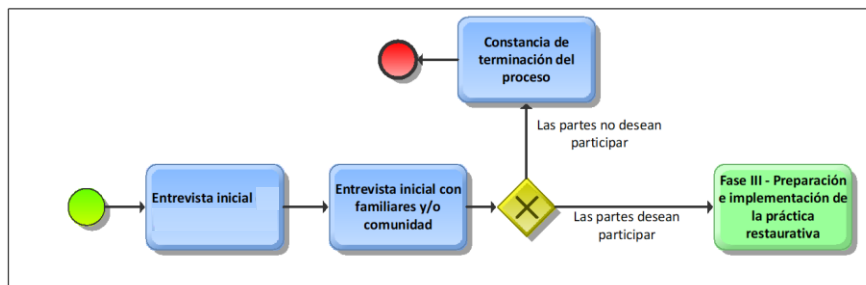 Constancia de
terminación del
proceso
Las partes no desean
participar
Entrevista inicial
Entrevista inicial con
familiares y/o
comunidad
Las partes desean
participar
Fase III - Preparación
e implementación de
la práctica
restaurativa